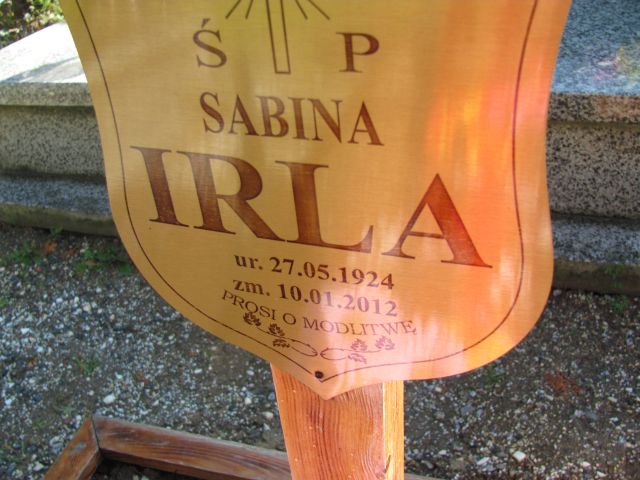 Ś P
SABINA
IRLA
ur. 27.05.1924
zm. 10.01.2012
PROSI O MODLITWĘ